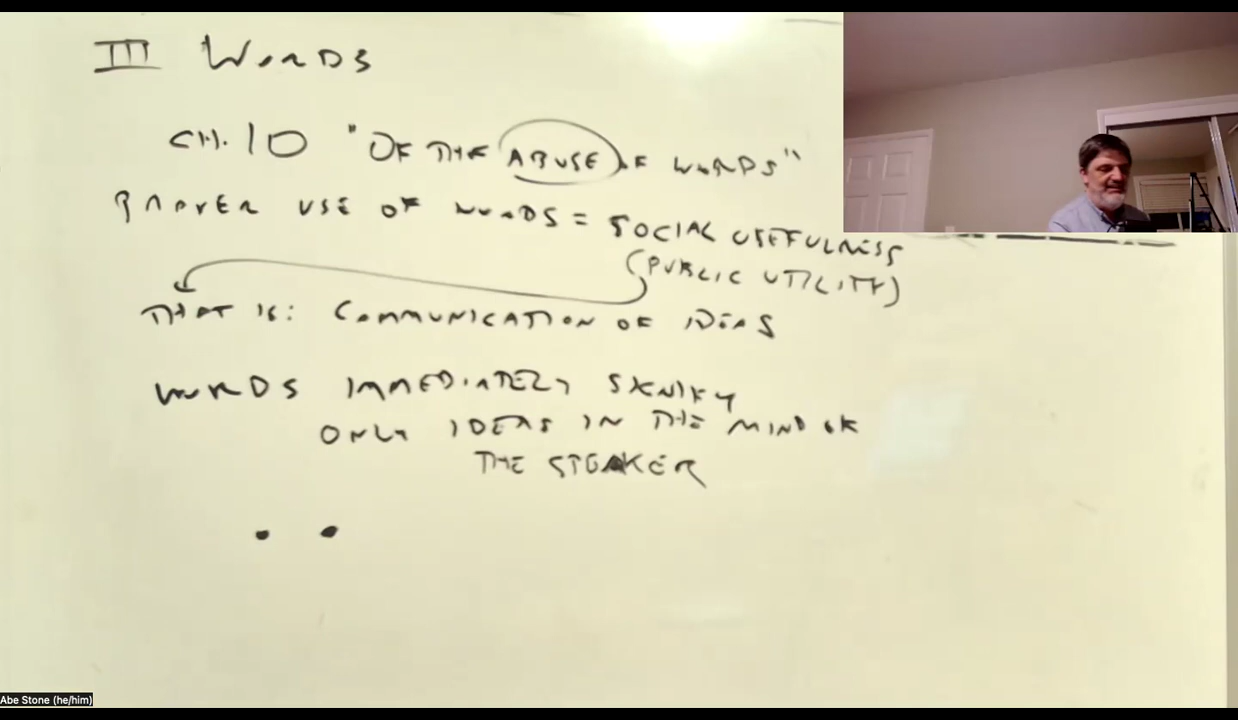 III WORDS
CH. 10 "OF THE ABUSE OF WORDS"
PROPER USE OF WORDS = SOCIAL USEFULNESS
(PUBLIC UTILITY)
THAT IS: COMMUNICATION OF IDEAS
WORDS IMMEDIATELY SIGNIFY
ONLY IDEAS IN THE MIND OF
THE SPEAKER
Abe Stone (he/him)